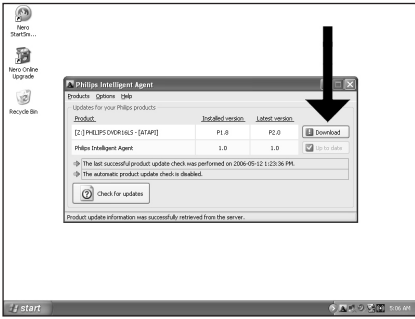 Nero
StartSm...
Nero Online
Upgrade
Recycle Bin
Philips Intelligent Agent
Products Options Help
Updates for your Philips products
Product Installed version Latest version
[Z:] PHILIPS DVDR16LS - [ATAPI] P1.8 P2.0 Download
Philips Intelligent Agent 1.0 1.0 Up to date
The last successful product update check was performed on 2006-05-12 1:23:36 PM.
The automatic product update check is disabled.
Check for updates
Product update information was successfully retrieved from the server.
start 5:06 AM